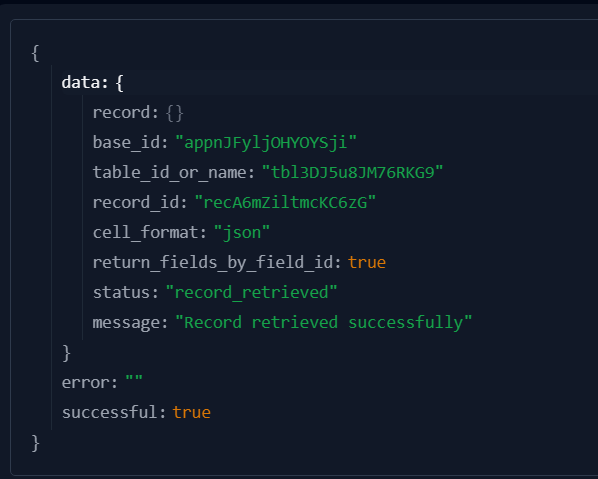 {
data: {
record: {}
base_id: "appnJFyljOHYOYSji"
table_id_or_name: "tbl3DJ5u8JM76RKG9"
record_id: "recA6mZiltmcKC6zG"
cell_format: "json"
return_fields_by_field_id: true
status: "record_retrieved"
message: "Record retrieved successfully"
}
error: ""
successful: true
}